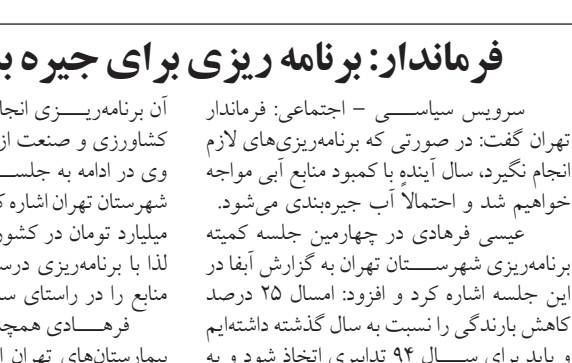 فرماندار: برنامه ریزی برای جیره
سرویس سیاسی – اجتماعی: فرماندار
تهران گفت: در صورتی که برنامه‌ریزی‌های لازم
انجام نگیرد، سال آینده با کمبود منابع آبی مواجه
خواهیم شد و احتمالاً آب جیره‌بندی می‌شود.
عیسی فرهادی در چهارمین جلسه کمیته
برنامه‌ریزی شهرستان تهران به گزارش آبفا در
این جلسه اشاره کرد و افزود: امسال ۲۵ درصد
کاهش بارندگی را نسبت به سال گذشته داشته‌ایم
و باید برای سال ۹۴ تدابیری اتخاذ شود و به
آن برنامه‌ریزی
کشاورزی و صنعت از
وی در ادامه به
شهرستان تهران اشاره
میلیارد تومان در کشور
لذا با برنامه‌ریزی
منابع را در راستای
فرهادی
بیمارستان‌های تهران